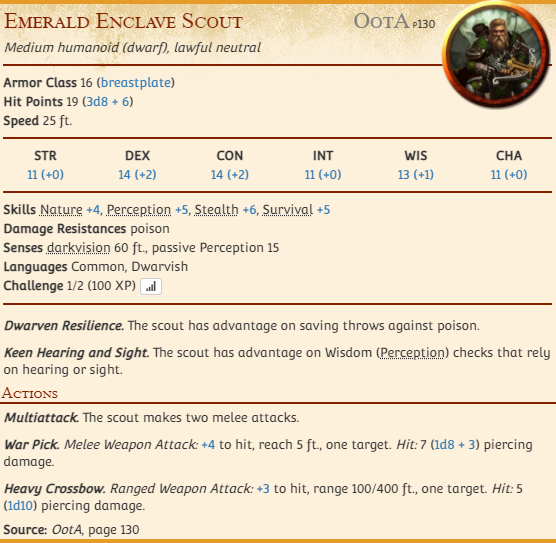 Emerald Enclave Scout OotA p130
Medium humanoid (dwarf), lawful neutral
Armor Class 16 (breastplate)
Hit Points 19 (3d8 + 6)
Speed 25 ft.
STR DEX CON INT WIS CHA
11 (+0) 14 (+2) 14 (+2) 11 (+0) 13 (+1) 11 (+0)
Skills Nature +4, Perception +5, Stealth +6, Survival +5
Damage Resistances poison
Senses darkvision 60 ft., passive Perception 15
Languages Common, Dwarvish
Challenge 1/2 (100 XP)
Dwarven Resilience. The scout has advantage on saving throws against poison.
Keen Hearing and Sight. The scout has advantage on Wisdom (Perception) checks that rely
on hearing or sight.
Actions
Multiattack. The scout makes two melee attacks.
War Pick. Melee Weapon Attack: +4 to hit, reach 5 ft., one target. Hit: 7 (1d8 + 3) piercing
damage.
Heavy Crossbow. Ranged Weapon Attack: +3 to hit, range 100/400 ft., one target. Hit: 5
(1d10) piercing damage.
Source: OotA, page 130